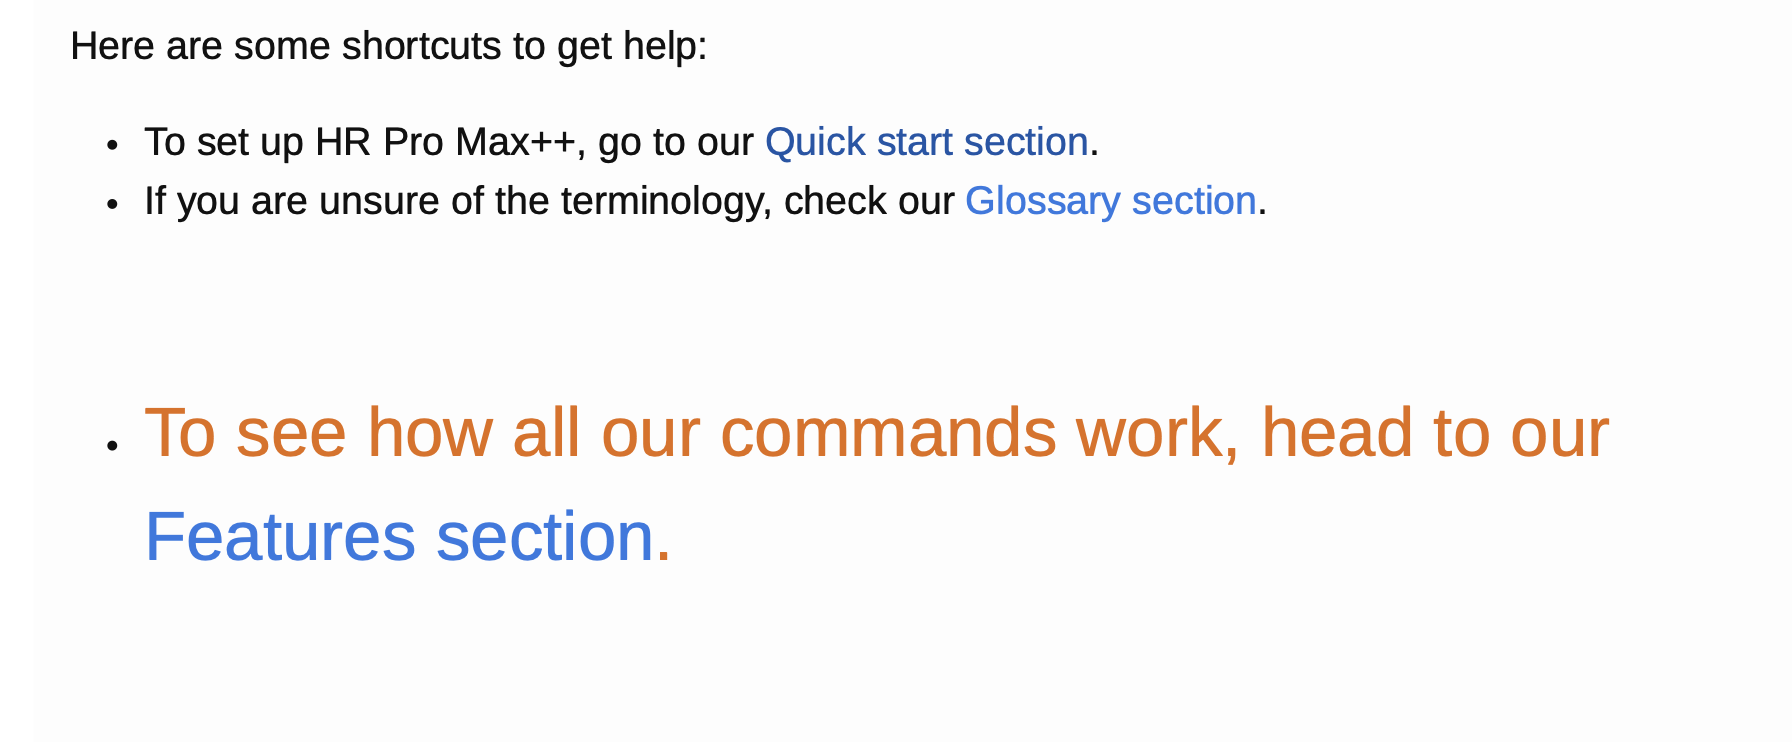 Here are some shortcuts to get help:
• To set up HR Pro Max++, go to our Quick start section.
• If you are unsure of the terminology, check our Glossary section.
• To see how all our commands work, head to our
Features section.